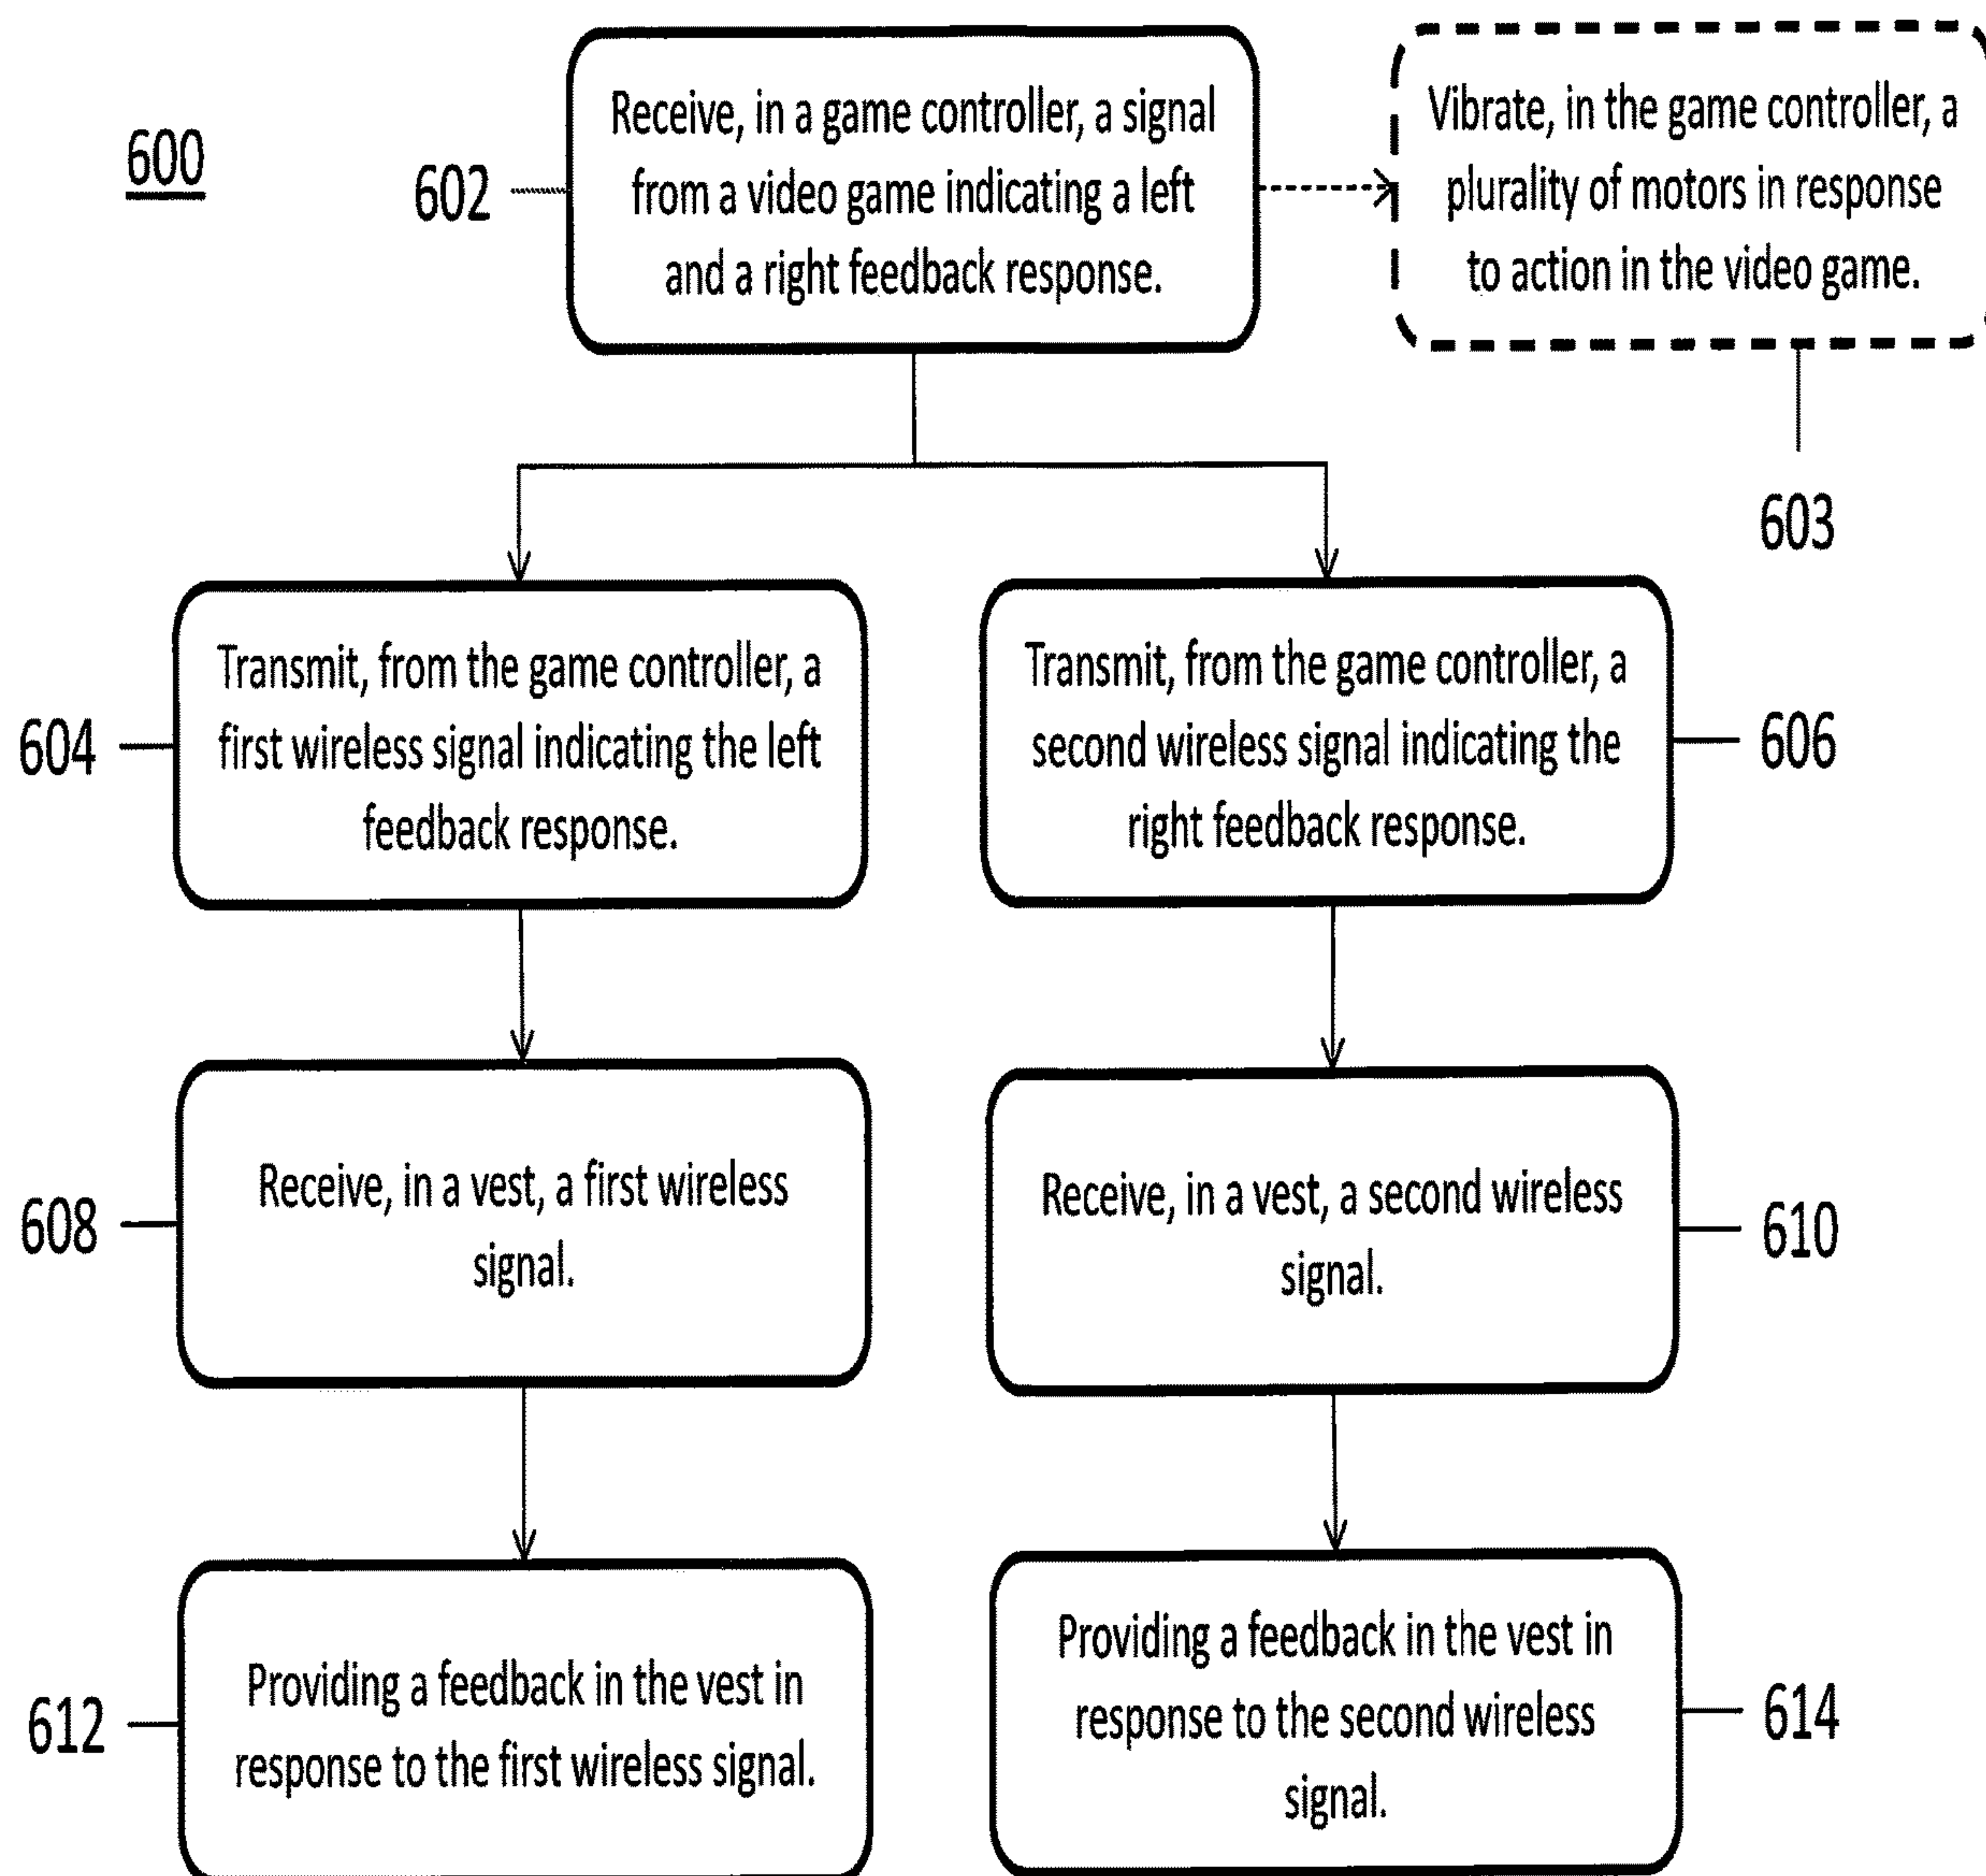 600
602
Receive, in a game controller, a signal
from a video game indicating a left
and a right feedback response.
Vibrate, in the game controller, a
plurality of motors in response
to action in the video game.
603
604
Transmit, from the game controller, a
first wireless signal indicating the left
feedback response.
Transmit, from the game controller, a
second wireless signal indicating the
right feedback response.
606
608
Receive, in a vest, a first wireless
signal.
Receive, in a vest, a second wireless
signal.
610
612
Providing a feedback in the vest in
response to the first wireless signal.
Providing a feedback in the vest in
response to the second wireless
signal.
614